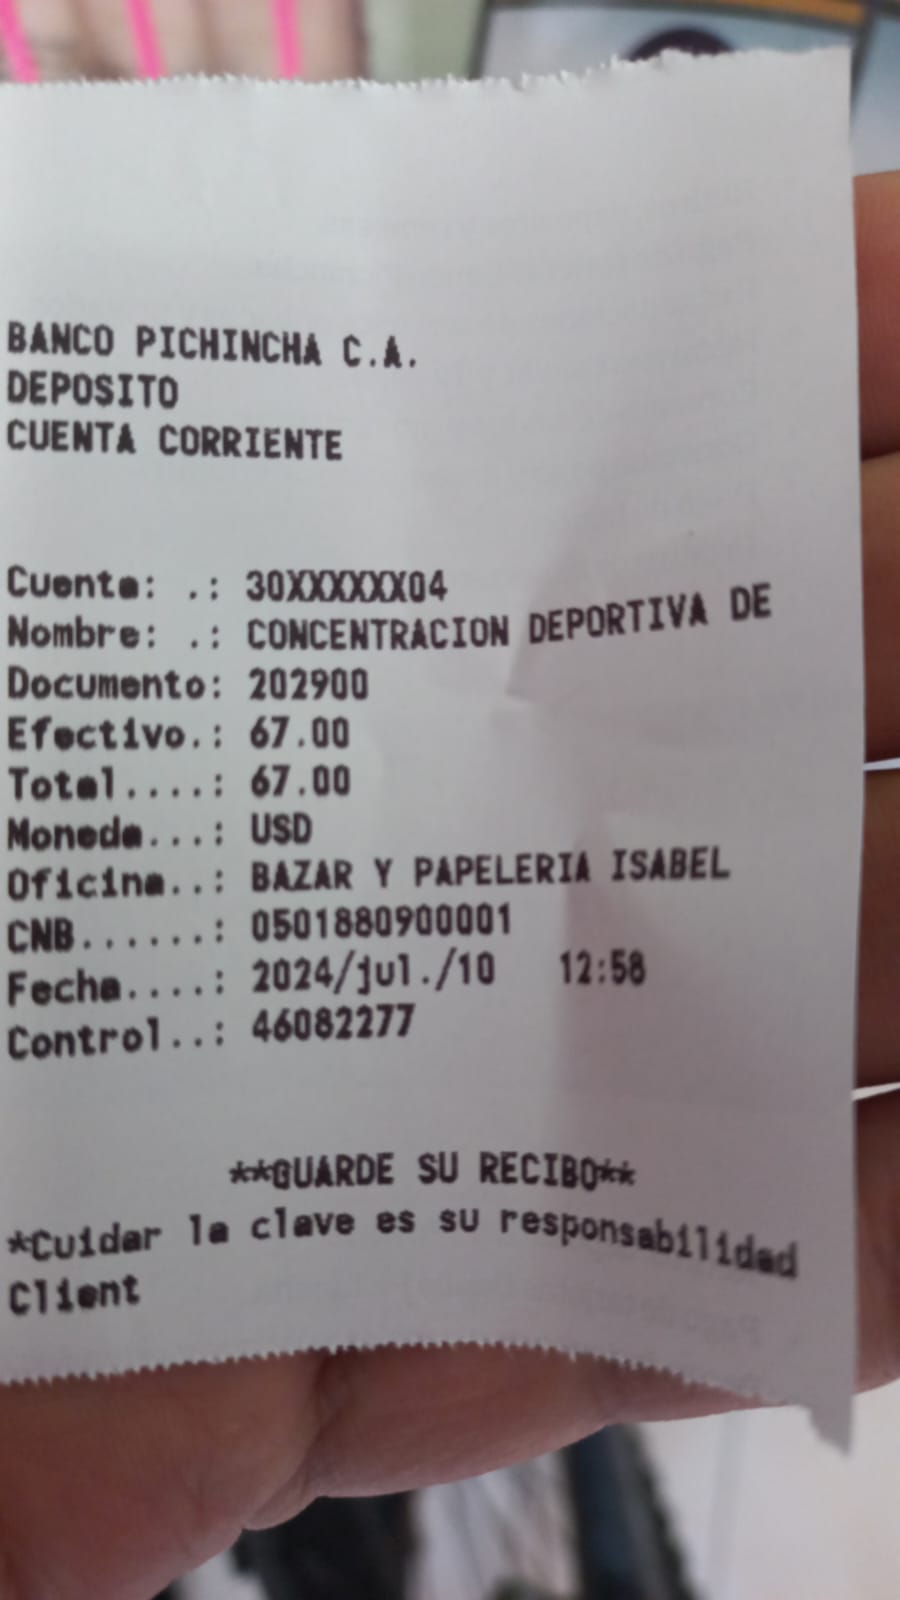 BANCO PICHINCHA C.A.
DEPOSITO
CUENTA CORRIENTE
Cuenta: .: 30XXXXXX04
Nombre: .: CONCENTRACION DEPORTIVA DE
Documento: 202900
Efectivo.: 67.00
Total....: 67.00
Moneda...: USD
Oficina..: BAZAR Y PAPELERIA ISABEL
CNB......: 0501880900001
Fecha....: 2024/jul./10 12:58
Control..: 46082277
**GUARDE SU RECIBO**
*Cuidar la clave es su responsabilidad
Client